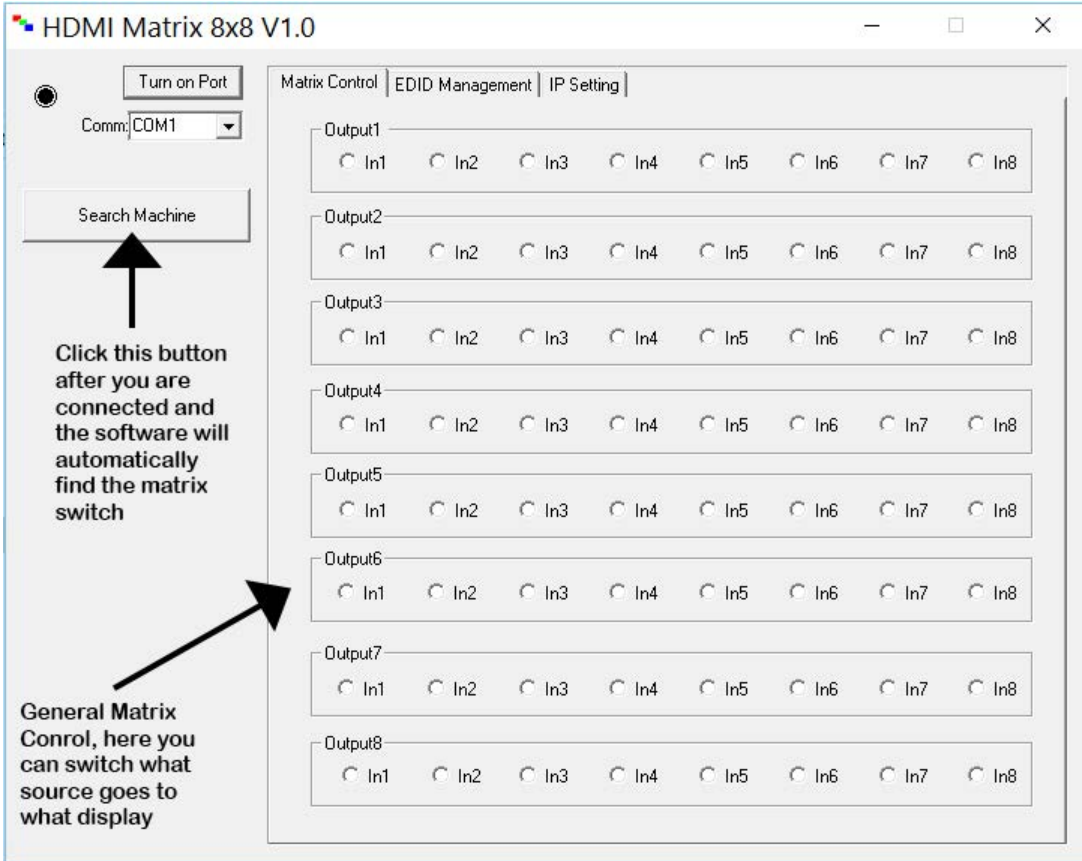 HDMI Matrix 8x8 V1.0
Turn on Port
Comm: COM1
Search Machine
Click this button
after you are
connected and
the software will
automatically
find the matrix
switch
General Matrix
Conrol, here you
can switch what
source goes to
what display
Matrix Control EDID Management IP Setting
Output1
In1 In2 In3 In4 In5 In6 In7 In8
Output2
In1 In2 In3 In4 In5 In6 In7 In8
Output3
In1 In2 In3 In4 In5 In6 In7 In8
Output4
In1 In2 In3 In4 In5 In6 In7 In8
Output5
In1 In2 In3 In4 In5 In6 In7 In8
Output6
In1 In2 In3 In4 In5 In6 In7 In8
Output7
In1 In2 In3 In4 In5 In6 In7 In8
Output8
In1 In2 In3 In4 In5 In6 In7 In8